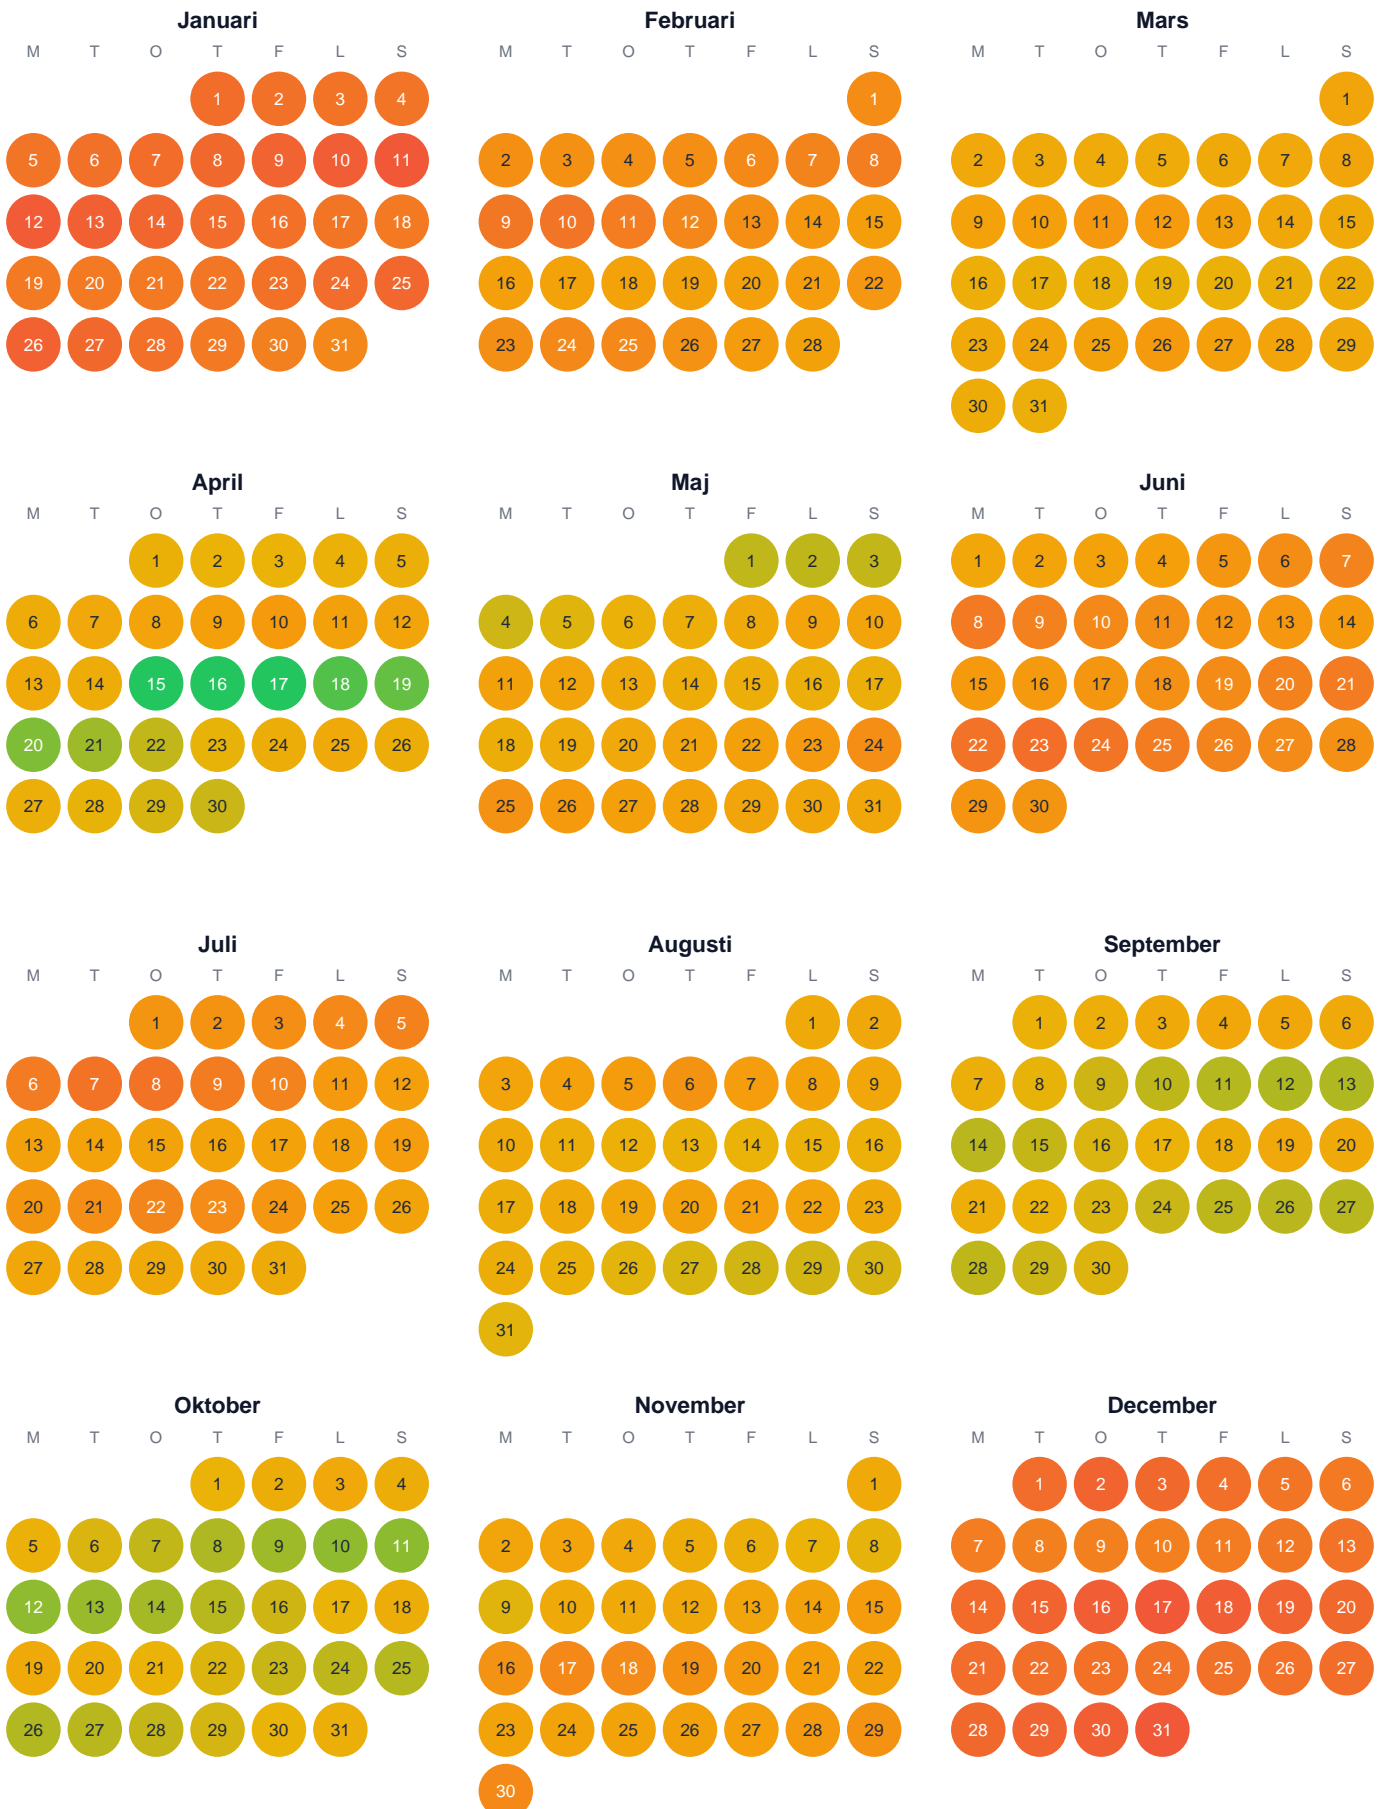 Januari Februari Mars
M T O T F L S M T O T F L S M T O T F L S
1 2 3 4 1 1
5 6 7 8 9 10 11 2 3 4 5 6 7 8 2 3 4 5 6 7 8
12 13 14 15 16 17 18 9 10 11 12 13 14 15 9 10 11 12 13 14 15
19 20 21 22 23 24 25 16 17 18 19 20 21 22 16 17 18 19 20 21 22
26 27 28 29 30 31 23 24 25 26 27 28 23 24 25 26 27 28 29
30 31
April Maj Juni
M T O T F L S M T O T F L S M T O T F L S
1 2 3 4 5 1 2 3 1 2 3 4 5 6 7
6 7 8 9 10 11 12 4 5 6 7 8 9 10 8 9 10 11 12 13 14
13 14 15 16 17 18 19 11 12 13 14 15 16 17 15 16 17 18 19 20 21
20 21 22 23 24 25 26 18 19 20 21 22 23 24 22 23 24 25 26 27 28
27 28 29 30 25 26 27 28 29 30 31 29 30
Juli Augusti September
M T O T F L S M T O T F L S M T O T F L S
1 2 3 4 5 1 2 1 2 3 4 5 6
6 7 8 9 10 11 12 3 4 5 6 7 8 9 7 8 9 10 11 12 13
13 14 15 16 17 18 19 10 11 12 13 14 15 16 14 15 16 17 18 19 20
20 21 22 23 24 25 26 17 18 19 20 21 22 23 21 22 23 24 25 26 27
27 28 29 30 31 24 25 26 27 28 29 30 28 29 30
31
Oktober November December
M T O T F L S M T O T F L S M T O T F L S
1 2 3 4 1 1 2 3 4 5 6
5 6 7 8 9 10 11 2 3 4 5 6 7 8 7 8 9 10 11 12 13
12 13 14 15 16 17 18 9 10 11 12 13 14 15 14 15 16 17 18 19 20
19 20 21 22 23 24 25 16 17 18 19 20 21 22 21 22 23 24 25 26 27
26 27 28 29 30 31 23 24 25 26 27 28 29 28 29 30 31
30